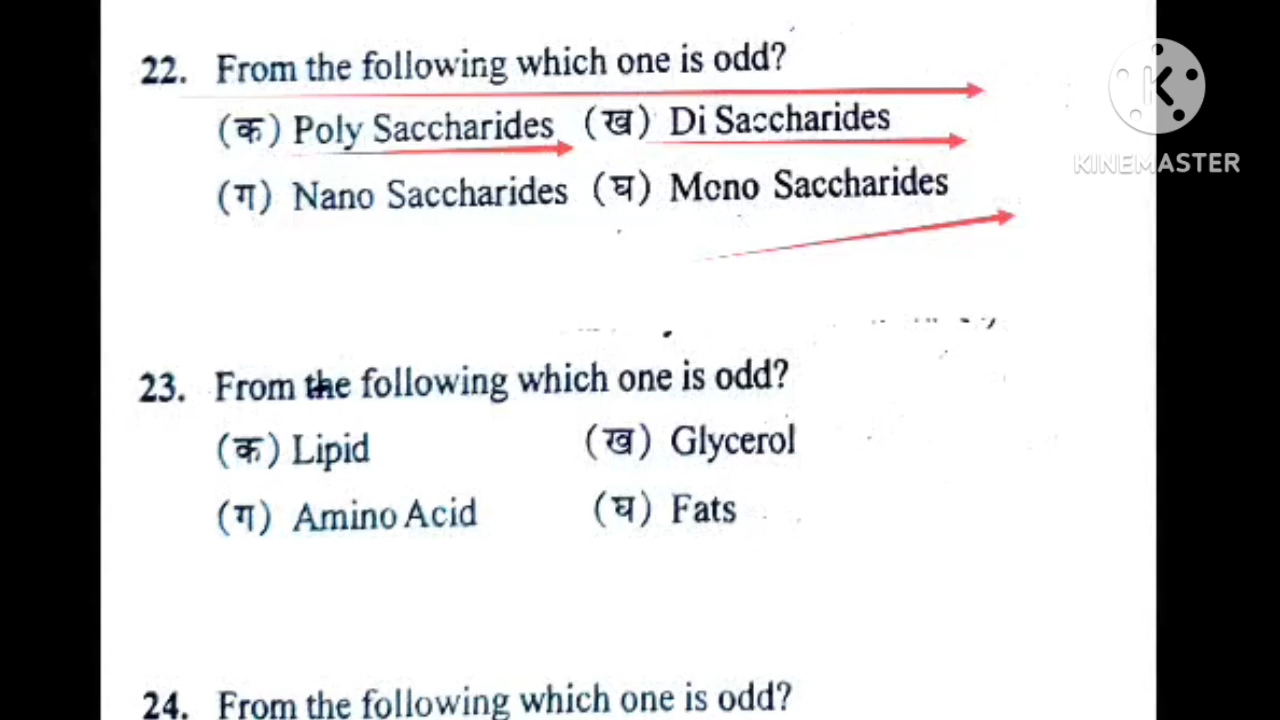 22. From the following which one is odd?
(क) Poly Saccharides (ख) Di Saccharides
(ग) Nano Saccharides (घ) Mono Saccharides
KINEMASTER
23. From the following which one is odd?
(क) Lipid (ख) Glycerol
(ग) Amino Acid (घ) Fats
24. From the following which one is odd?